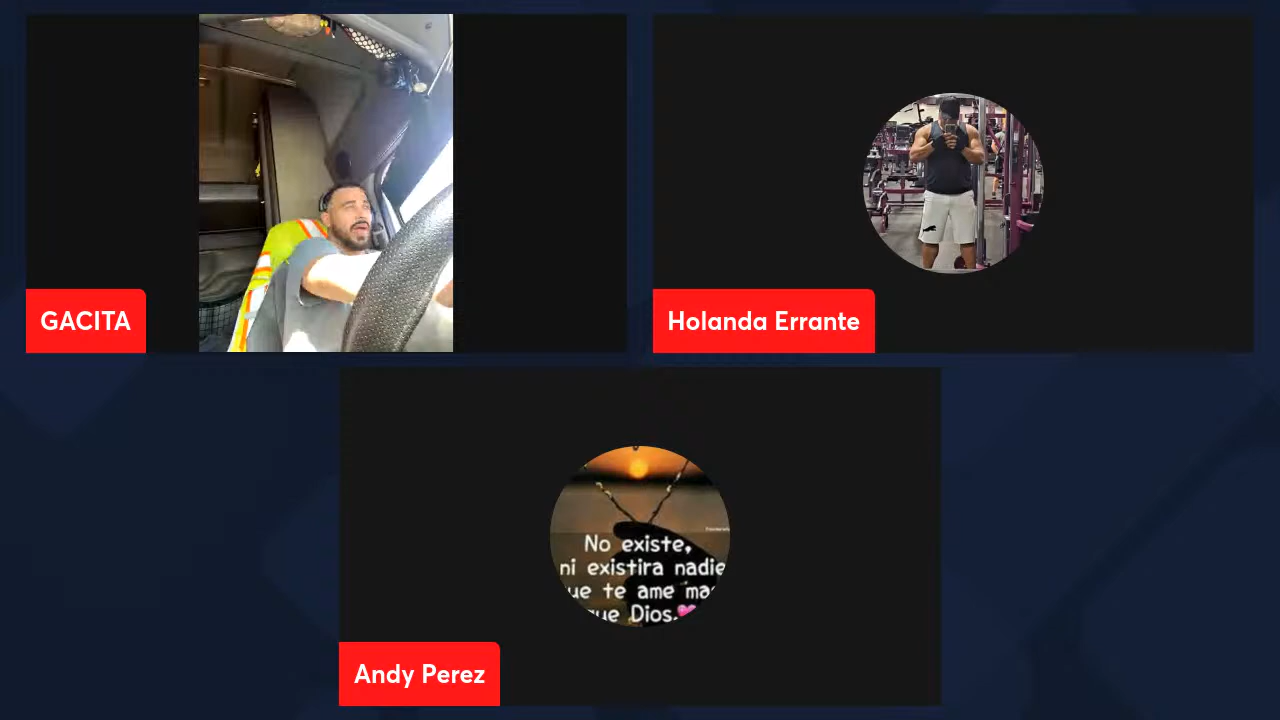 GACITA
Holanda Errante
No existe,
ni existira nadie
ue te ame ma
ue Dios.
Andy Perez